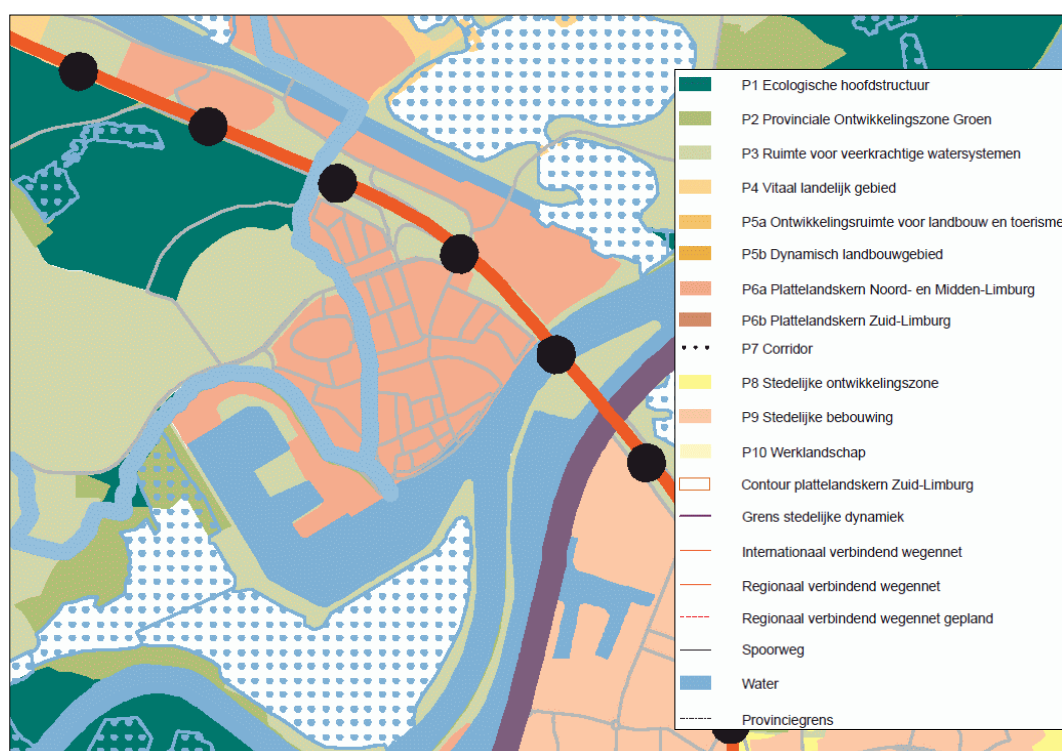 P1 Ecologische hoofdstructuur
P2 Provinciale Ontwikkelingszone Groen
P3 Ruimte voor veerkrachtige watersystemen
P4 Vitaal landelijk gebied
P5a Ontwikkelingsruimte voor landbouw en toerisme
P5b Dynamisch landbouwgebied
P6a Plattelandskern Noord- en Midden-Limburg
P6b Plattelandskern Zuid-Limburg
P7 Corridor
P8 Stedelijke ontwikkelingszone
P9 Stedelijke bebouwing
P10 Werklandschap
Contour plattelandskern Zuid-Limburg
Grens stedelijke dynamiek
Internationaal verbindend wegennet
Regionaal verbindend wegennet
Regionaal verbindend wegennet gepland
Spoorweg
Water
Provinciegrens